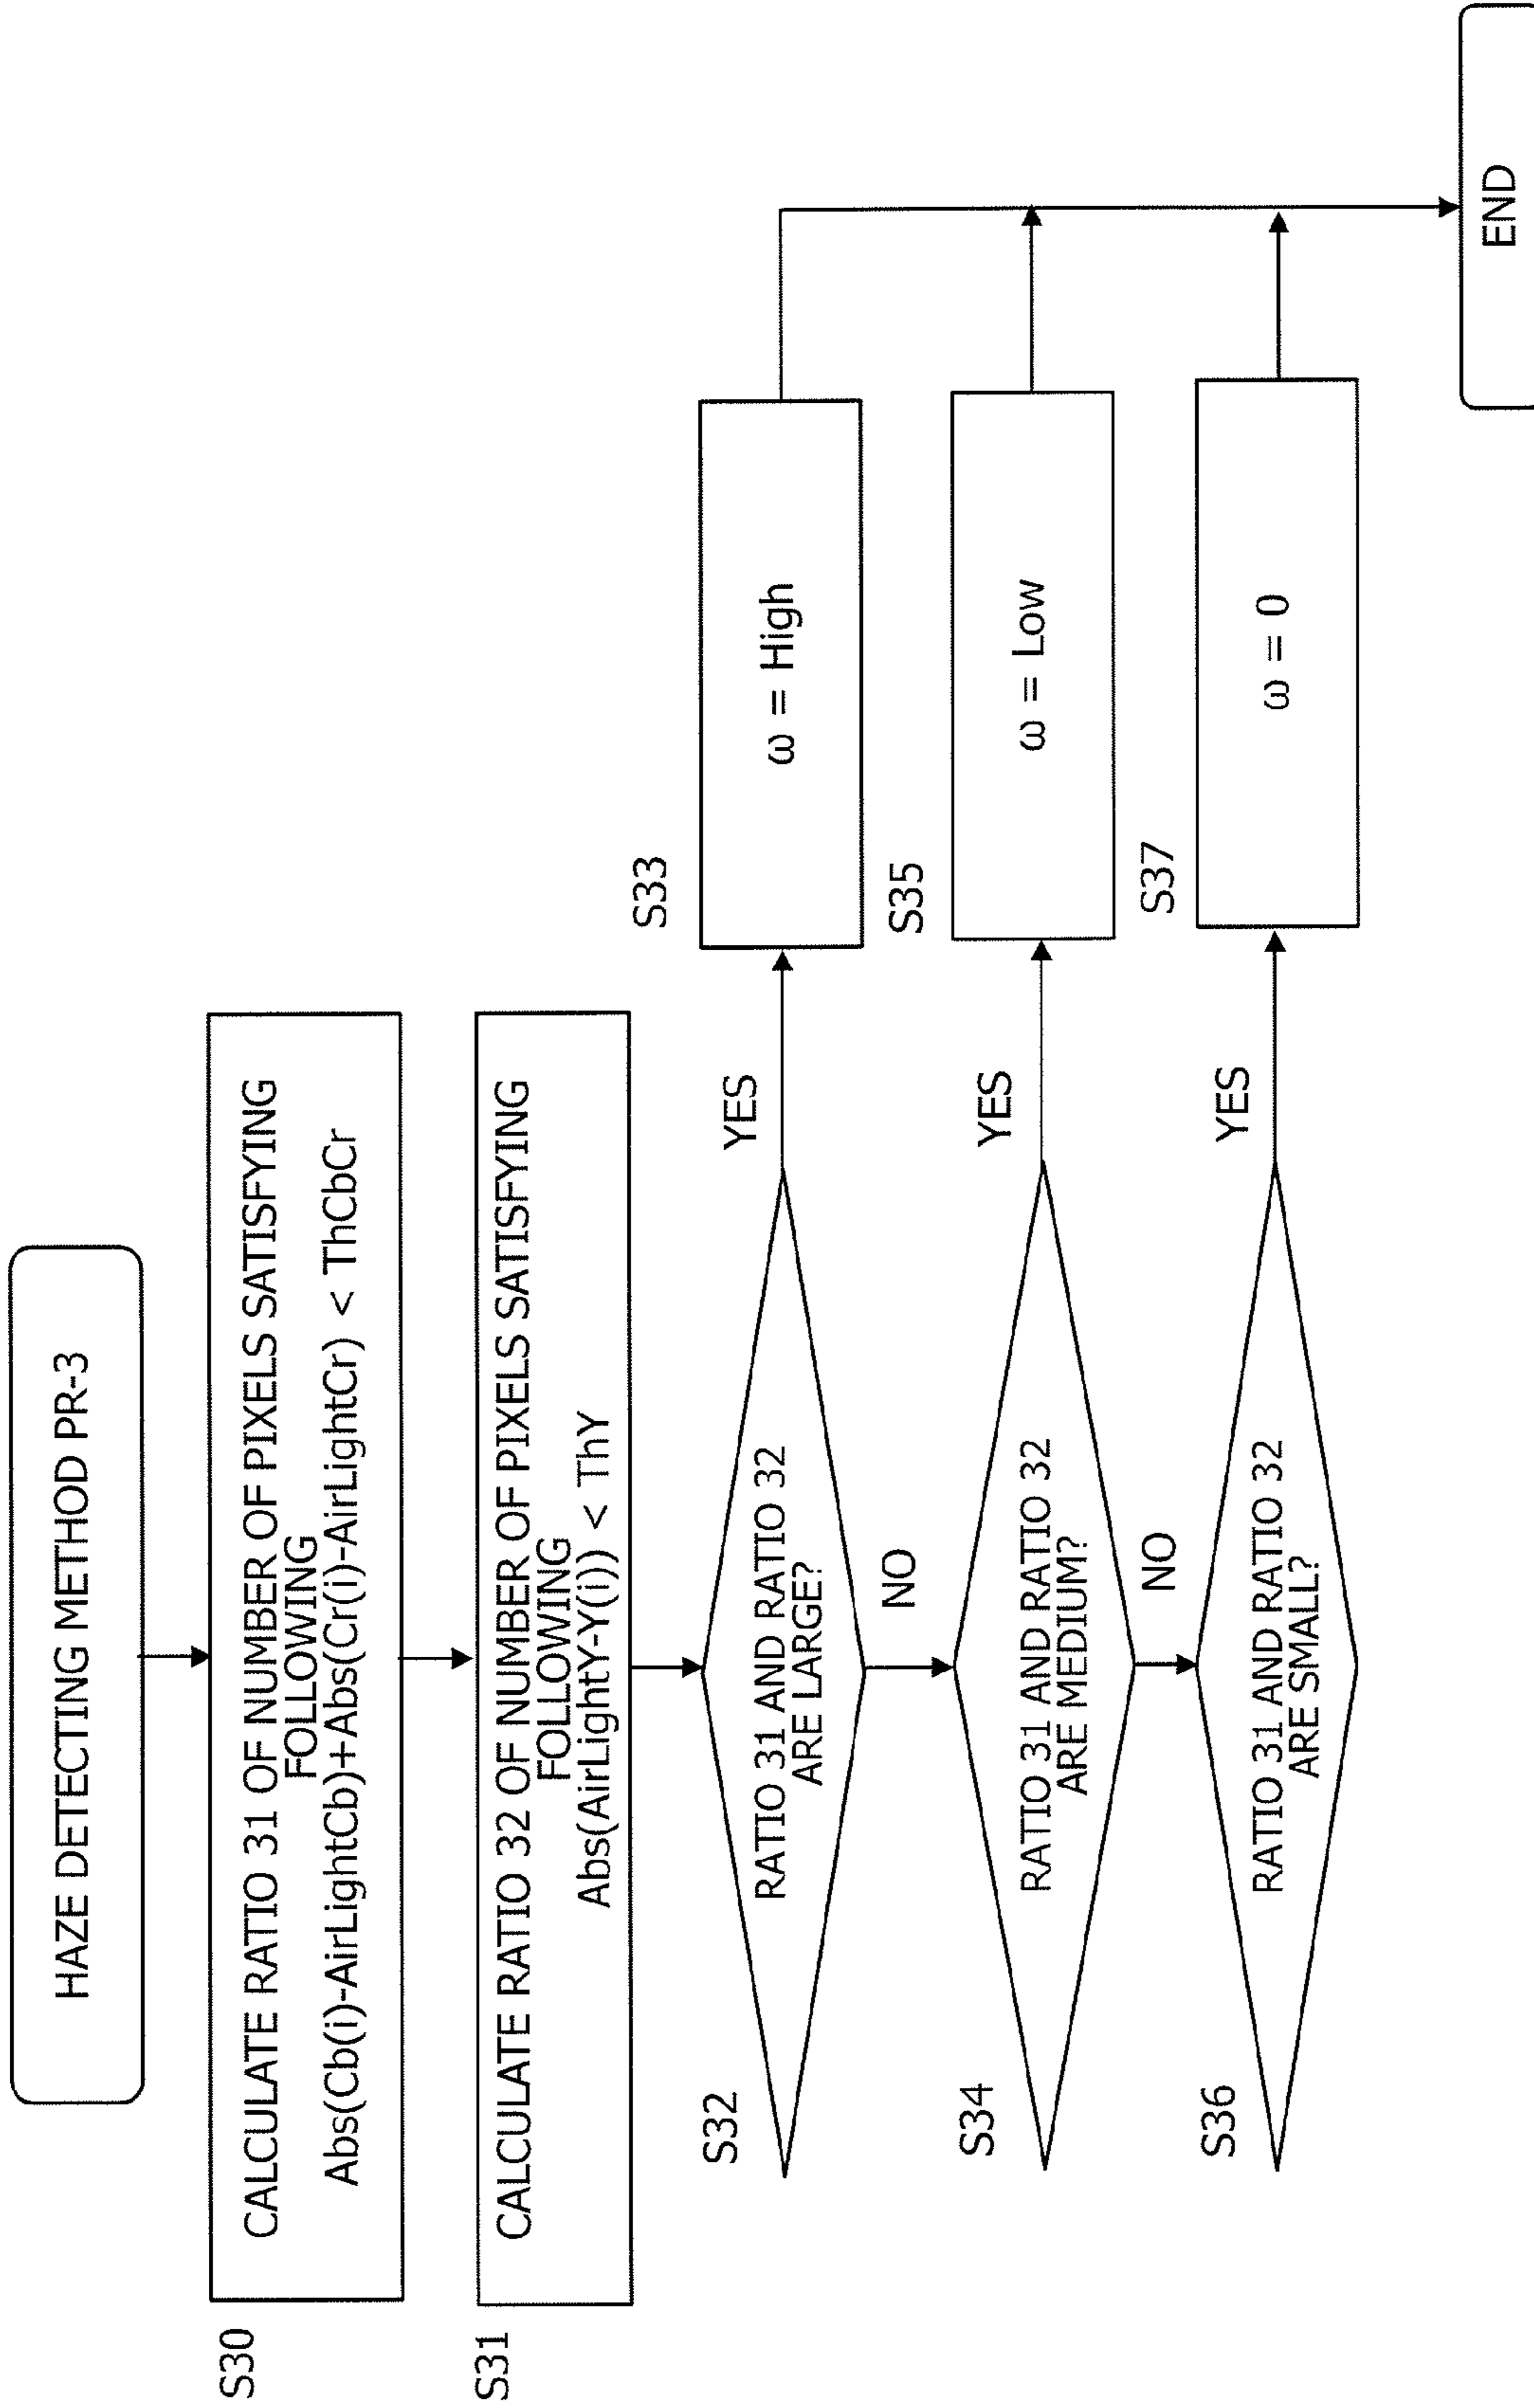 HAZE DETECTING METHOD PR-3
S30
CALCULATE RATIO 31 OF NUMBER OF PIXELS SATISFYING
FOLLOWING
Abs(Cb(i)-AirLightCb)+Abs(Cr(i)-AirLightCr) < ThCbCr
S31
CALCULATE RATIO 32 OF NUMBER OF PIXELS SATISFYING
FOLLOWING
Abs(AirLightY-Y(i)) < ThY
S32
RATIO 31 AND RATIO 32
ARE LARGE?
YES
S33
ω = High
NO
S34
RATIO 31 AND RATIO 32
ARE MEDIUM?
YES
S35
ω = Low
NO
S36
RATIO 31 AND RATIO 32
ARE SMALL?
YES
S37
ω = 0
END